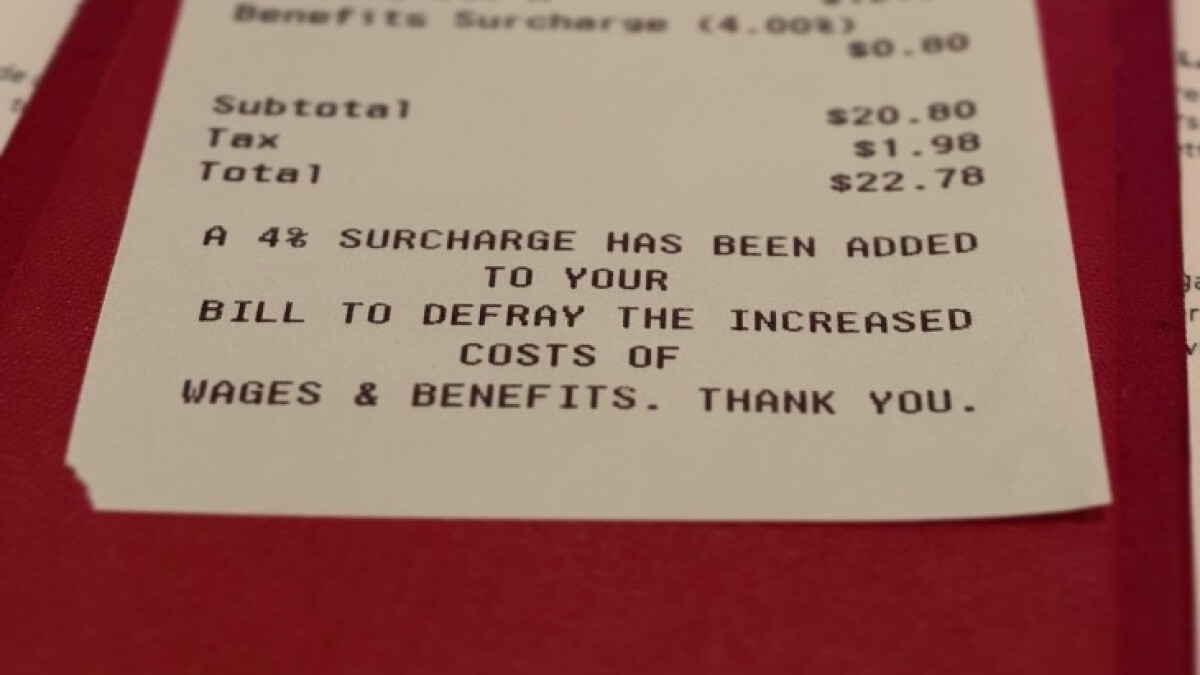 Benefits Surcharge (4.00%)
$0.80
Subtotal $20.80
Tax $1.98
Total $22.78
A 4% SURCHARGE HAS BEEN ADDED
TO YOUR
BILL TO DEFRAY THE INCREASED
COSTS OF
WAGES & BENEFITS. THANK YOU.